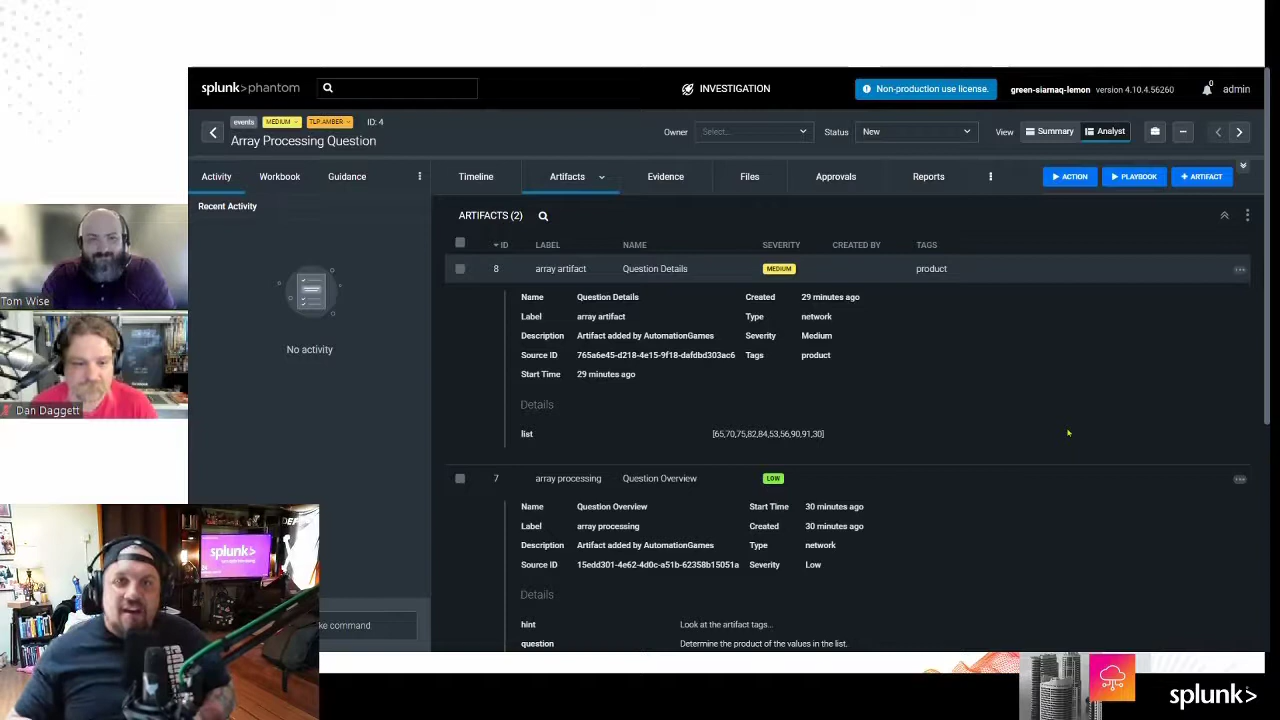 splunk>phantom
INVESTIGATION
Non-production use license.
green-siarnaq-lemon version 4.10.4.56260
0
admin
events MEDIUM TLP:AMBER ID: 4
Array Processing Question
Owner Select... Status New View Summary Analyst
Activity Workbook Guidance
Timeline Artifacts Evidence Files Approvals Reports
ACTION PLAYBOOK + ARTIFACT
Recent Activity
No activity
ARTIFACTS (2)
ID LABEL NAME SEVERITY CREATED BY TAGS
8 array artifact Question Details MEDIUM product
Name Question Details Created 29 minutes ago
Label array artifact Type network
Description Artifact added by AutomationGames Severity Medium
Source ID 765a6e45-d218-4e15-9f18-dafdbd303ac6 Tags product
Start Time 29 minutes ago
Details
list [65,70,75,82,84,53,56,90,91,30]
7 array processing Question Overview LOW
Name Question Overview Start Time 30 minutes ago
Label array processing Created 30 minutes ago
Description Artifact added by AutomationGames Type network
Source ID 15edd301-4e62-4d0c-a51b-62358b15051a Severity Low
Details
hint Look at the artifact tags...
question Determine the product of the values in the list.
ke command
Tom Wise
Dan Daggett
splunk>
splunk>